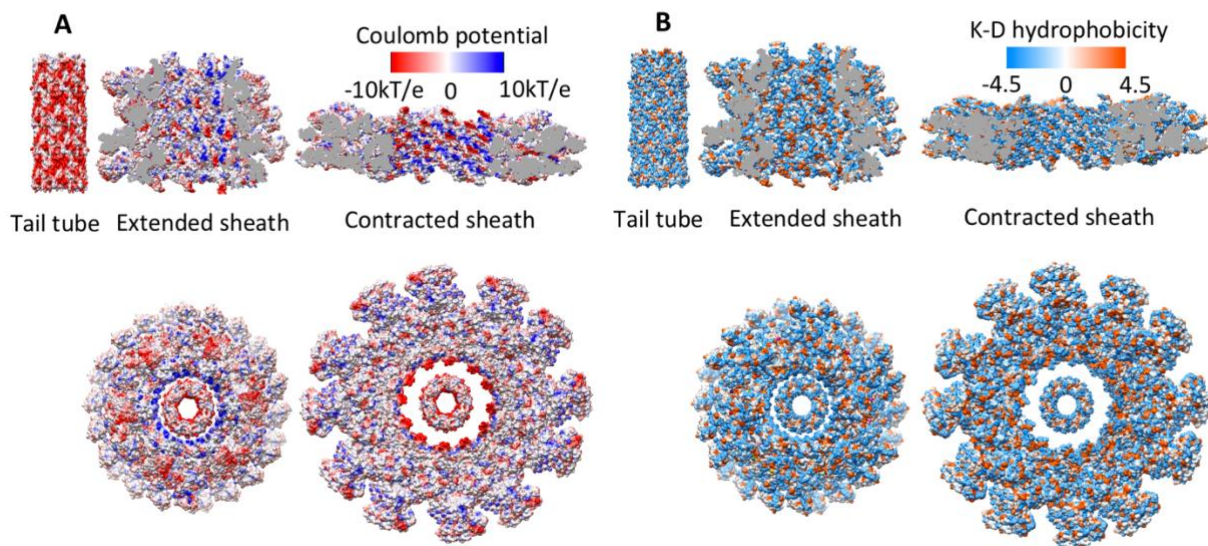 A
Coulomb potential
-10kT/e 0 10kT/e
Tail tube Extended sheath Contracted sheath
B
K-D hydrophobicity
-4.5 0 4.5
Tail tube Extended sheath Contracted sheath